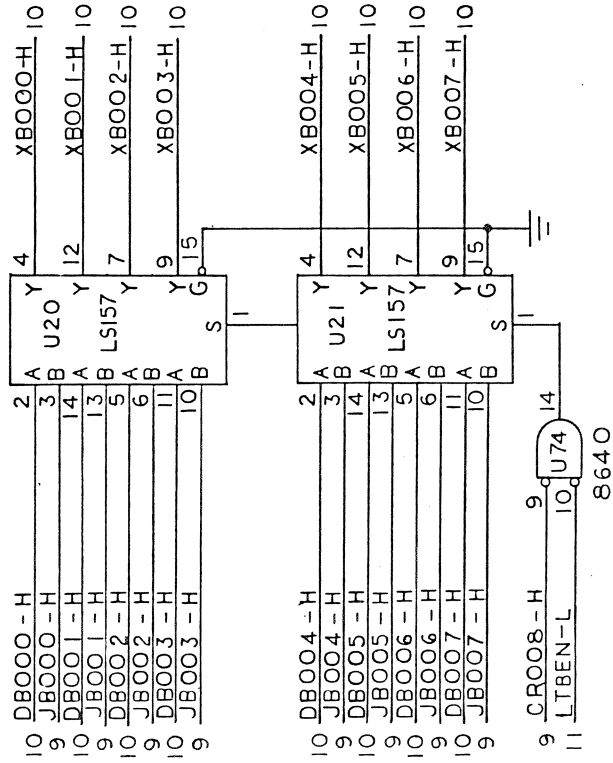 10 DB000-H 2 A Y 4 XB000-H 10
9 JB000-H 3 B
U20
10 DB001-H 14 A Y 12 XB001-H 10
9 JB001-H 13 B
LS157
10 DB002-H 5 A Y 7 XB002-H 10
9 JB002-H 6 B
10 DB003-H 11 A Y 9 XB003-H 10
9 JB003-H 10 B G 15
S 1
10 DB004-H 2 A Y 4 XB004-H 10
9 JB004-H 3 B
U21
10 DB005-H 14 A Y 12 XB005-H 10
9 JB005-H 13 B
LS157
10 DB006-H 5 A Y 7 XB006-H 10
9 JB006-H 6 B
10 DB007-H 11 A Y 9 XB007-H 10
9 JB007-H 10 B G 15
S 1
9 CR008-H 9
U74 14
11 LTBEN-L 10
8640